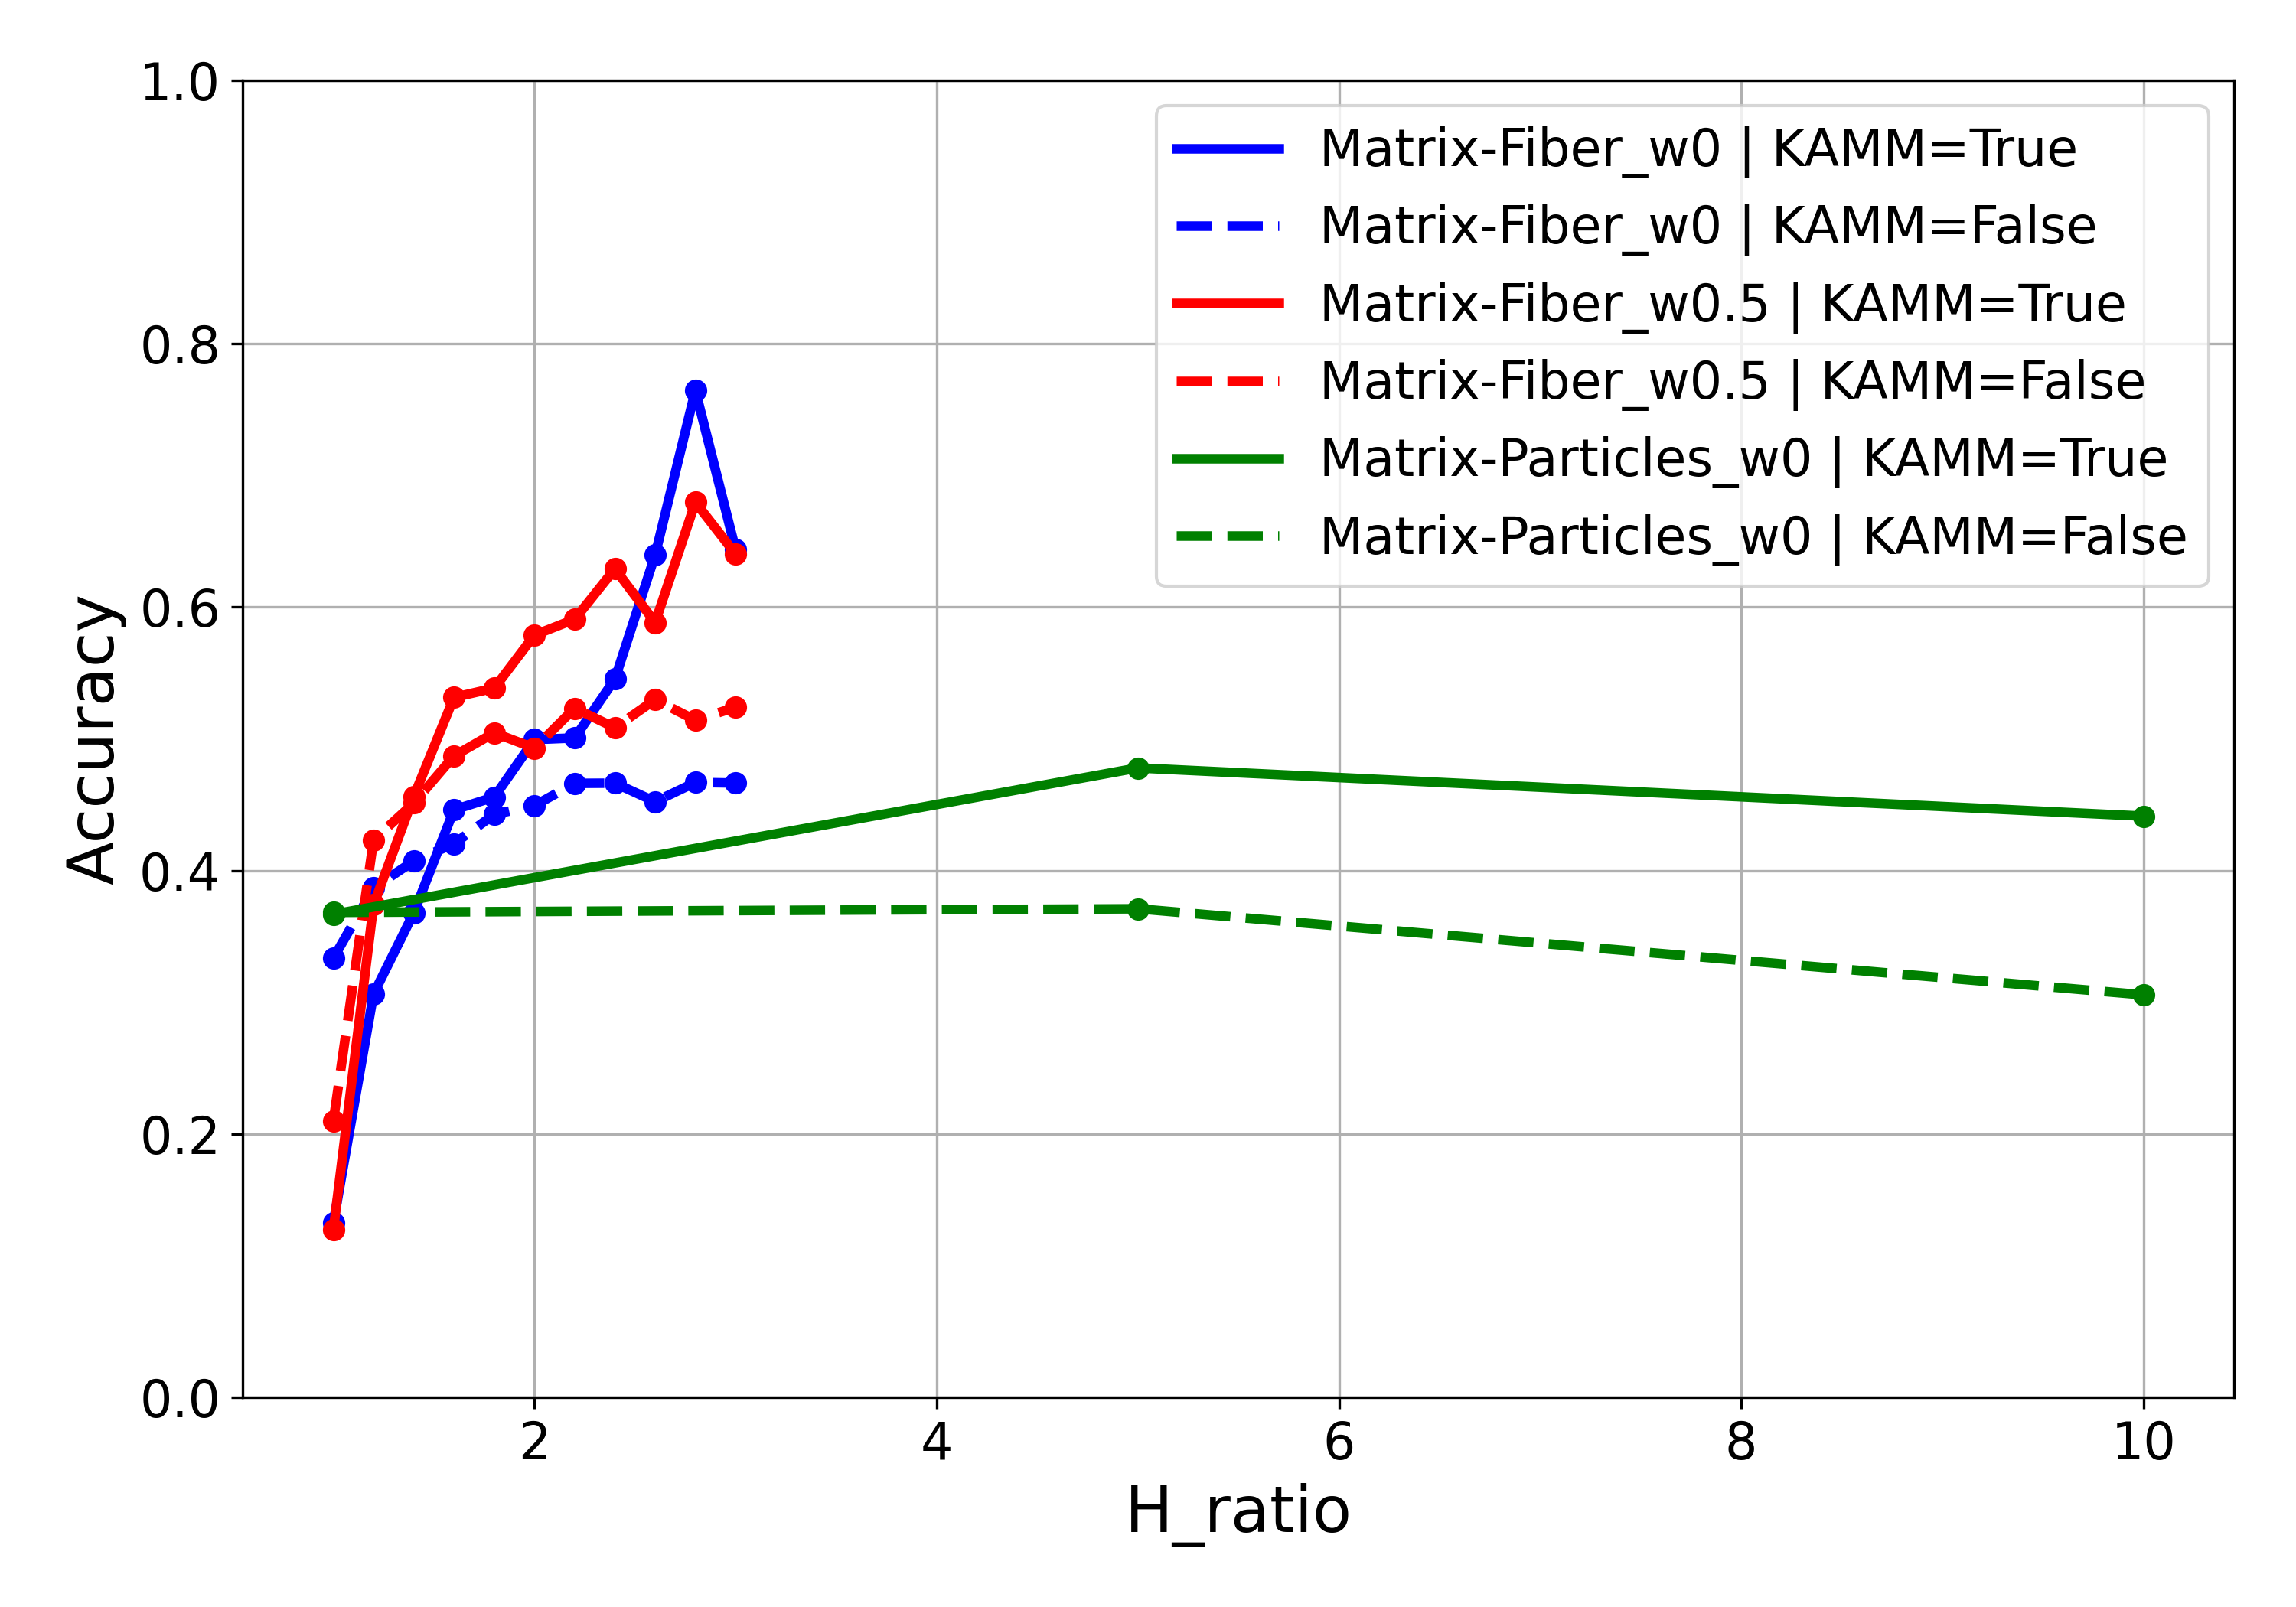 1.0
0.8
0.6
0.4
0.2
0.0
Accuracy
2
4
6
8
10
H_ratio
Matrix-Fiber_w0 | KAMM=True
Matrix-Fiber_w0 | KAMM=False
Matrix-Fiber_w0.5 | KAMM=True
Matrix-Fiber_w0.5 | KAMM=False
Matrix-Particles_w0 | KAMM=True
Matrix-Particles_w0 | KAMM=False